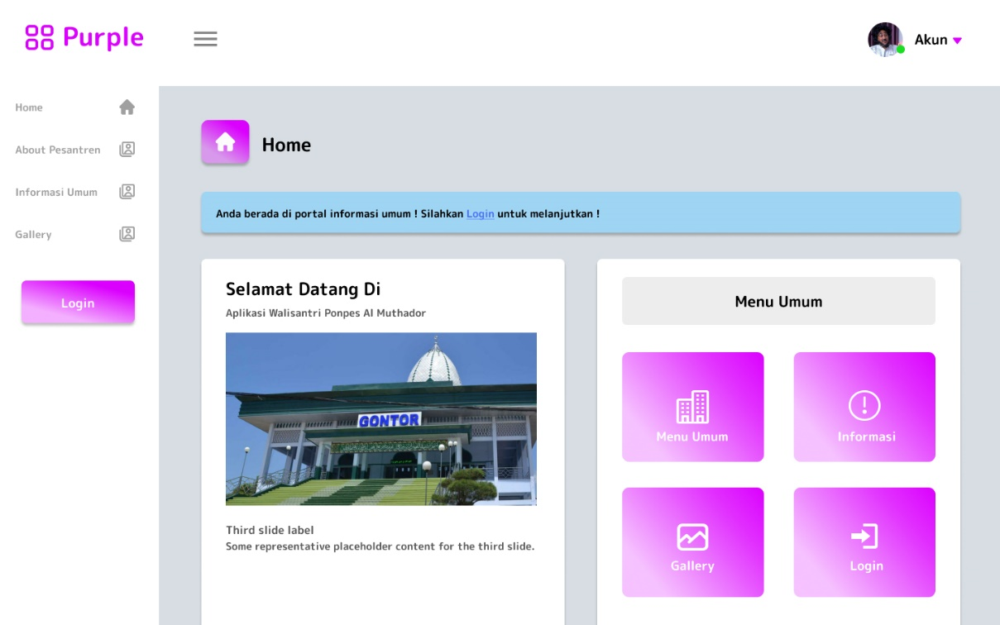 Purple
Akun
Home
About Pesantren
Informasi Umum
Gallery
Login
Home
Anda berada di portal informasi umum ! Silahkan Login untuk melanjutkan !
Selamat Datang Di
Aplikasi Walisantri Ponpes Al Muthador
GONTOR
Third slide label
Some representative placeholder content for the third slide.
Menu Umum
Menu Umum
Informasi
Gallery
Login